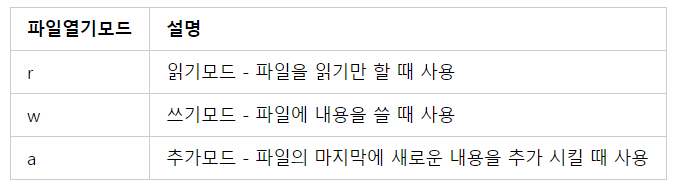 파일열기모드 설명
r 읽기모드 - 파일을 읽기만 할 때 사용
w 쓰기모드 - 파일에 내용을 쓸 때 사용
a 추가모드 - 파일의 마지막에 새로운 내용을 추가 시킬 때 사용